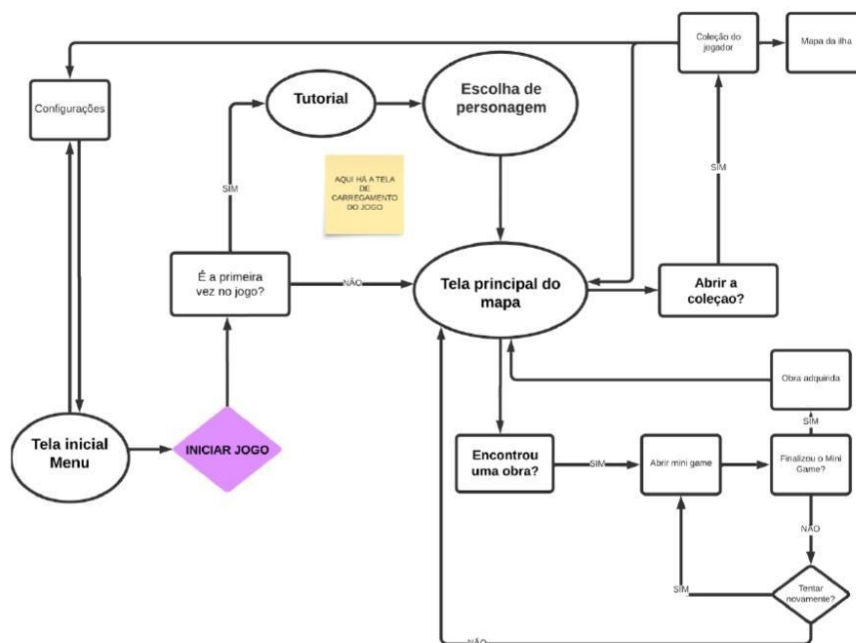 Coleção do
jogador
Mapa da ilha
Configurações
Tutorial
Escolha de
personagem
SIM
AQUI HÁ A TELA
DE
CARREGAMENTO
DO JOGO
SIM
É a primeira
vez no jogo?
NÃO
Tela principal do
mapa
Abrir a
coleçao?
Obra adquirida
SIM
Tela inicial
Menu
INICIAR JOGO
Encontrou
uma obra?
SIM
Abrir mini game
Finalizou o Mini
Game?
NÃO
SIM
Tentar
novamente?
NÃO